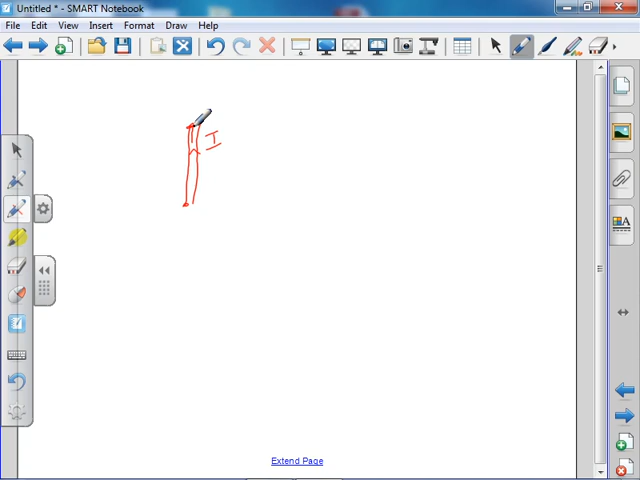 Untitled * - SMART Notebook
File Edit View Insert Format Draw Help
I
Extend Page